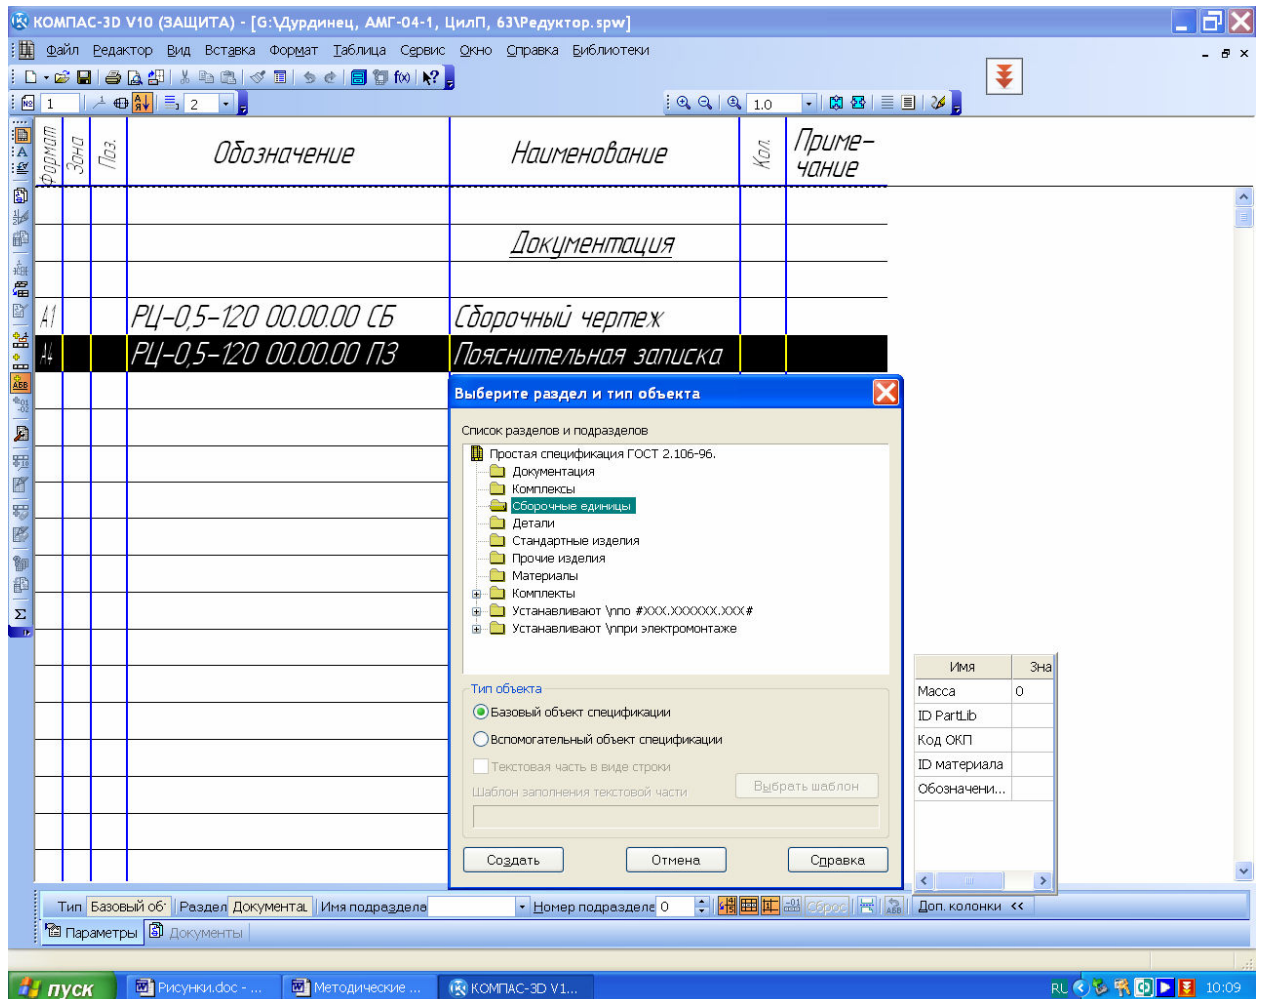 КОМПАС-3D V10 (ЗАЩИТА) - [G:\Дурдинец, АМГ-04-1, ЦилП, 63\Редуктор.spw]
Файл Редактор Вид Вставка Формат Таблица Сервис Окно Справка Библиотеки
1 2 1.0
Формат Зона Поз. Обозначение Наименование Кол. Приме-
чание
Документация
А1 РЦ-0,5-120 00.00.00 СБ Сборочный чертеж
А4 РЦ-0,5-120 00.00.00 ПЗ Пояснительная записка
Выберите раздел и тип объекта
Список разделов и подразделов
Простая спецификация ГОСТ 2.106-96.
Документация
Комплексы
Сборочные единицы
Детали
Стандартные изделия
Прочие изделия
Материалы
Комплекты
Устанавливают \nпо #XXX.XXXXXX.XXX#
Устанавливают \nпри электромонтаже
Тип объекта
Базовый объект спецификации
Вспомогательный объект спецификации
Текстовая часть в виде строки
Выбрать шаблон
Шаблон заполнения текстовой части
Создать Отмена Справка
Имя Зна
Масса 0
ID PartLib
Код ОКП
ID материала
Обозначени...
Тип Базовый об Раздел Документац Имя подраздела Номер подраздела 0 Сброс Доп. колонки <<
Параметры Документы
пуск Рисунки.doc - ... Методические ... КОМПАС-3D V1... RU 10:09